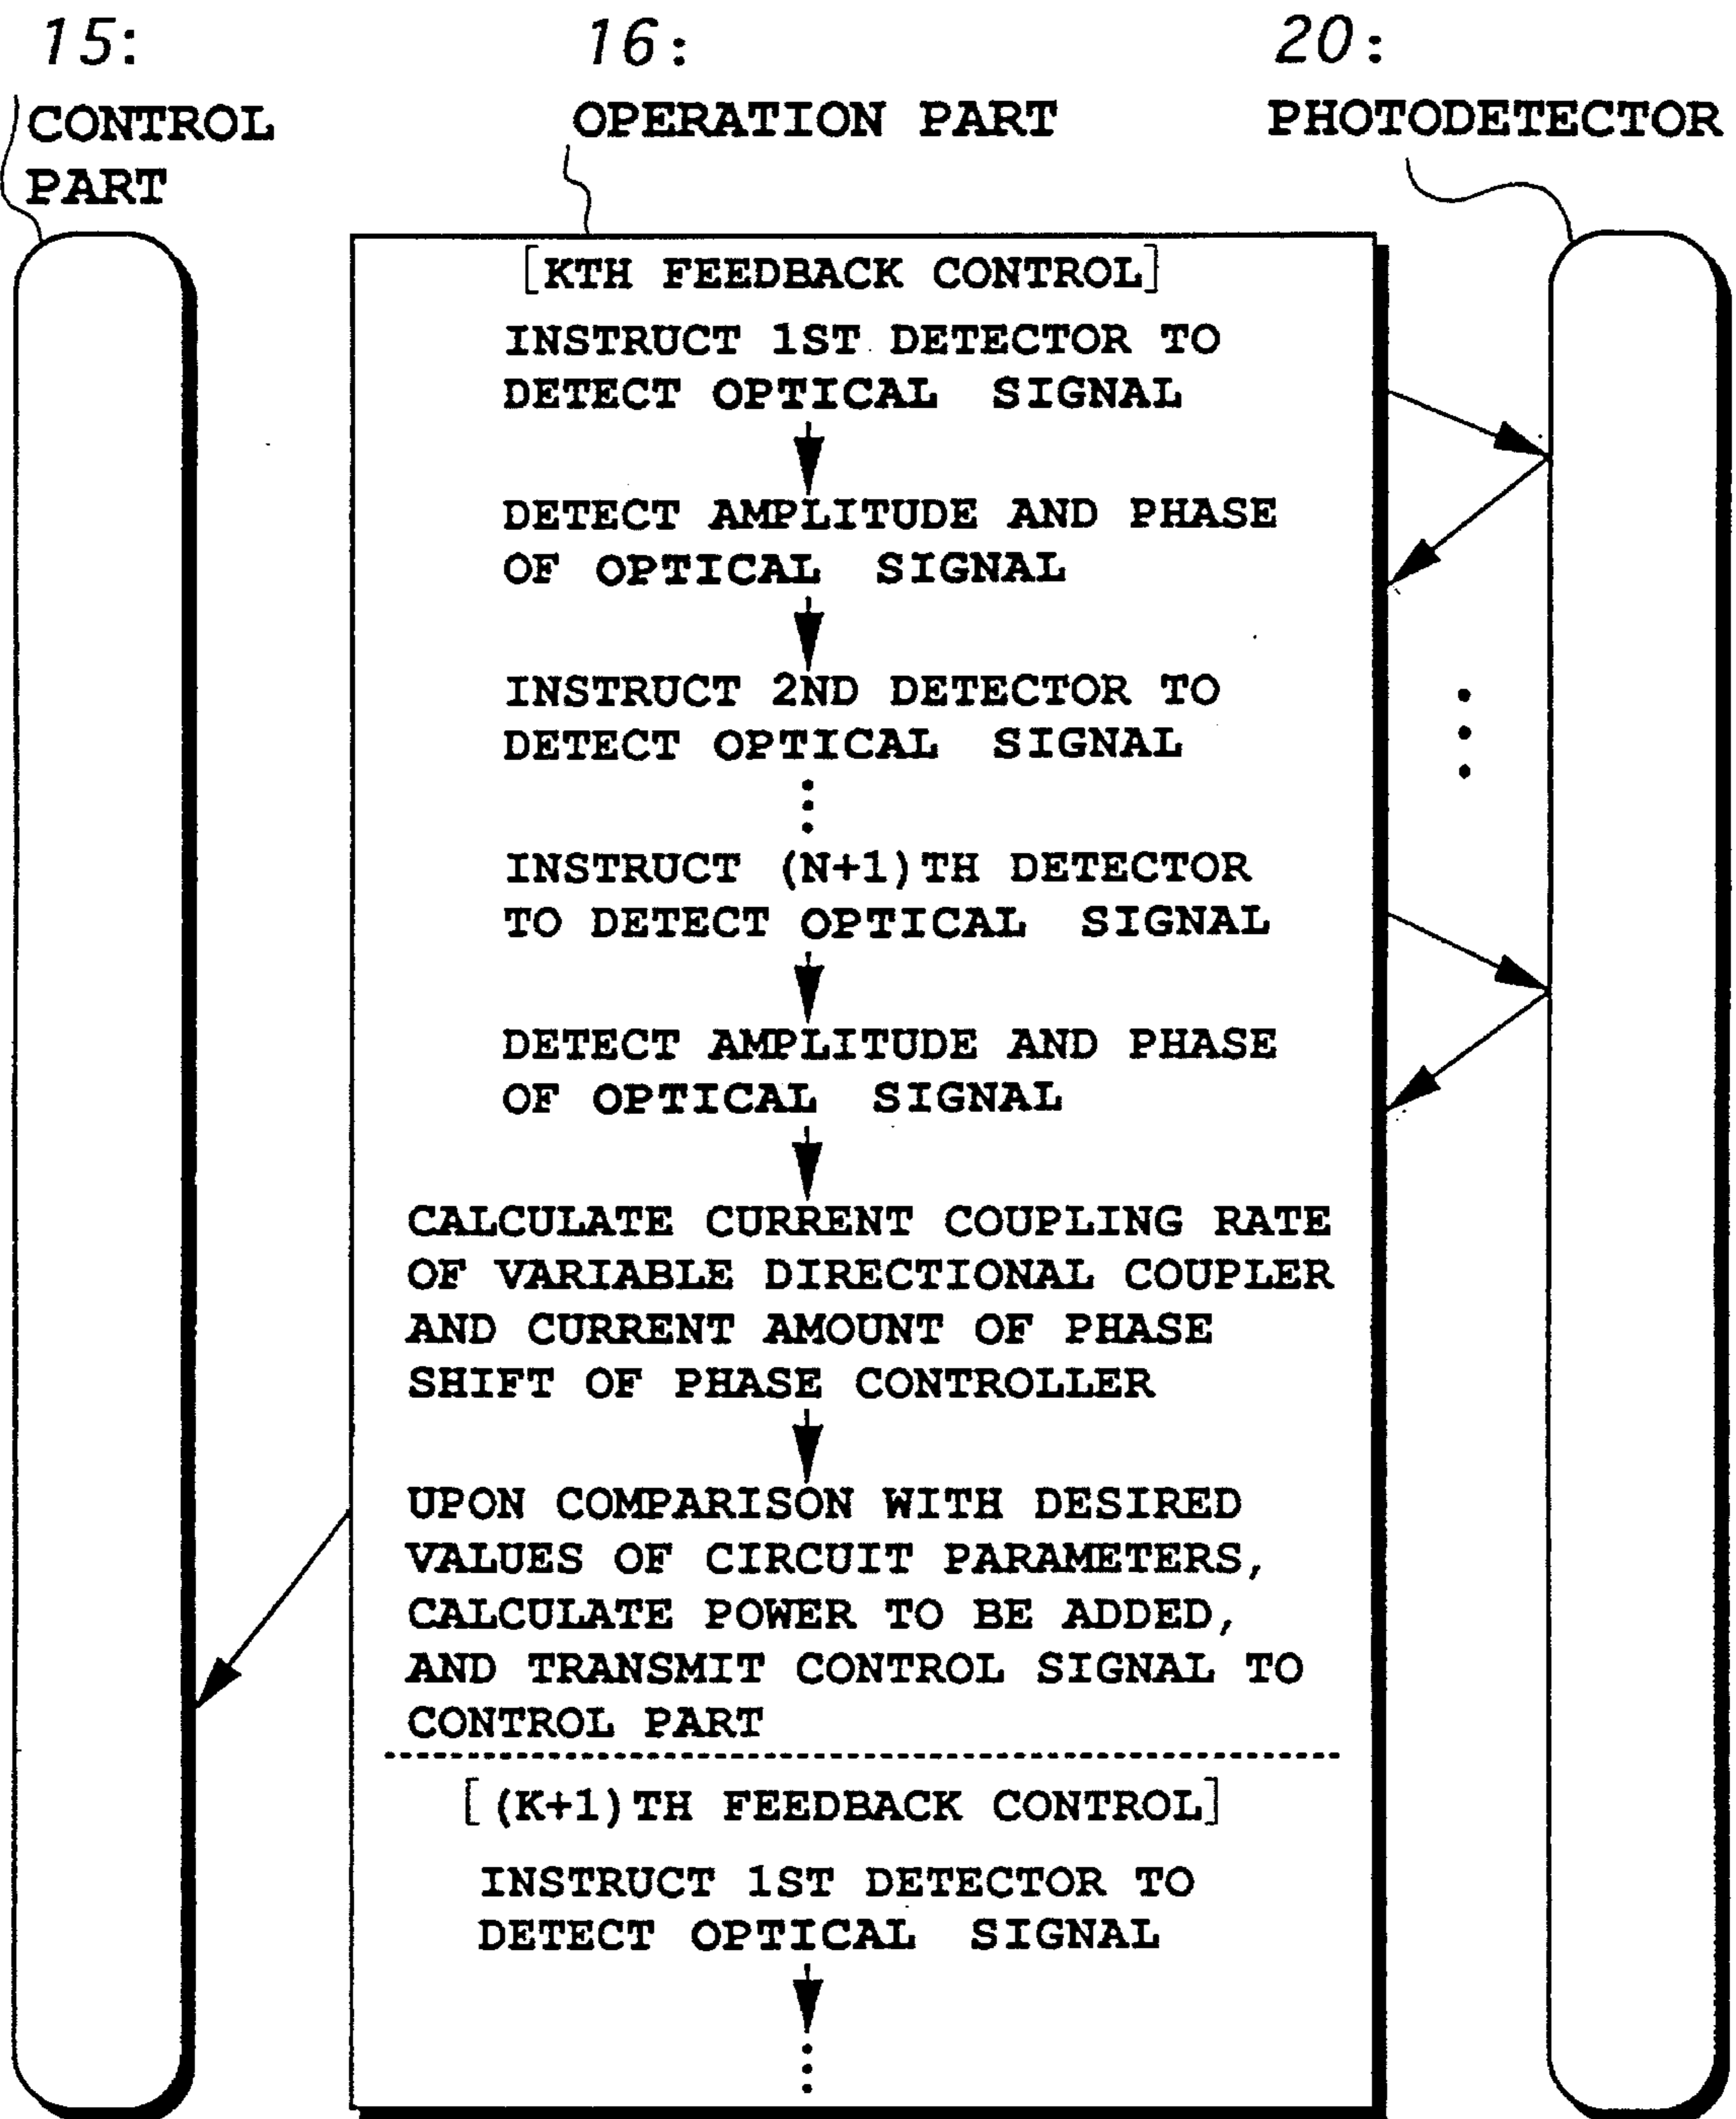 15:
CONTROL
PART
16:
OPERATION PART
20:
PHOTODETECTOR
[KTH FEEDBACK CONTROL]
INSTRUCT 1ST DETECTOR TO
DETECT OPTICAL SIGNAL
DETECT AMPLITUDE AND PHASE
OF OPTICAL SIGNAL
INSTRUCT 2ND DETECTOR TO
DETECT OPTICAL SIGNAL
INSTRUCT (N+1)TH DETECTOR
TO DETECT OPTICAL SIGNAL
DETECT AMPLITUDE AND PHASE
OF OPTICAL SIGNAL
CALCULATE CURRENT COUPLING RATE
OF VARIABLE DIRECTIONAL COUPLER
AND CURRENT AMOUNT OF PHASE
SHIFT OF PHASE CONTROLLER
UPON COMPARISON WITH DESIRED
VALUES OF CIRCUIT PARAMETERS,
CALCULATE POWER TO BE ADDED,
AND TRANSMIT CONTROL SIGNAL TO
CONTROL PART
[(K+1)TH FEEDBACK CONTROL]
INSTRUCT 1ST DETECTOR TO
DETECT OPTICAL SIGNAL